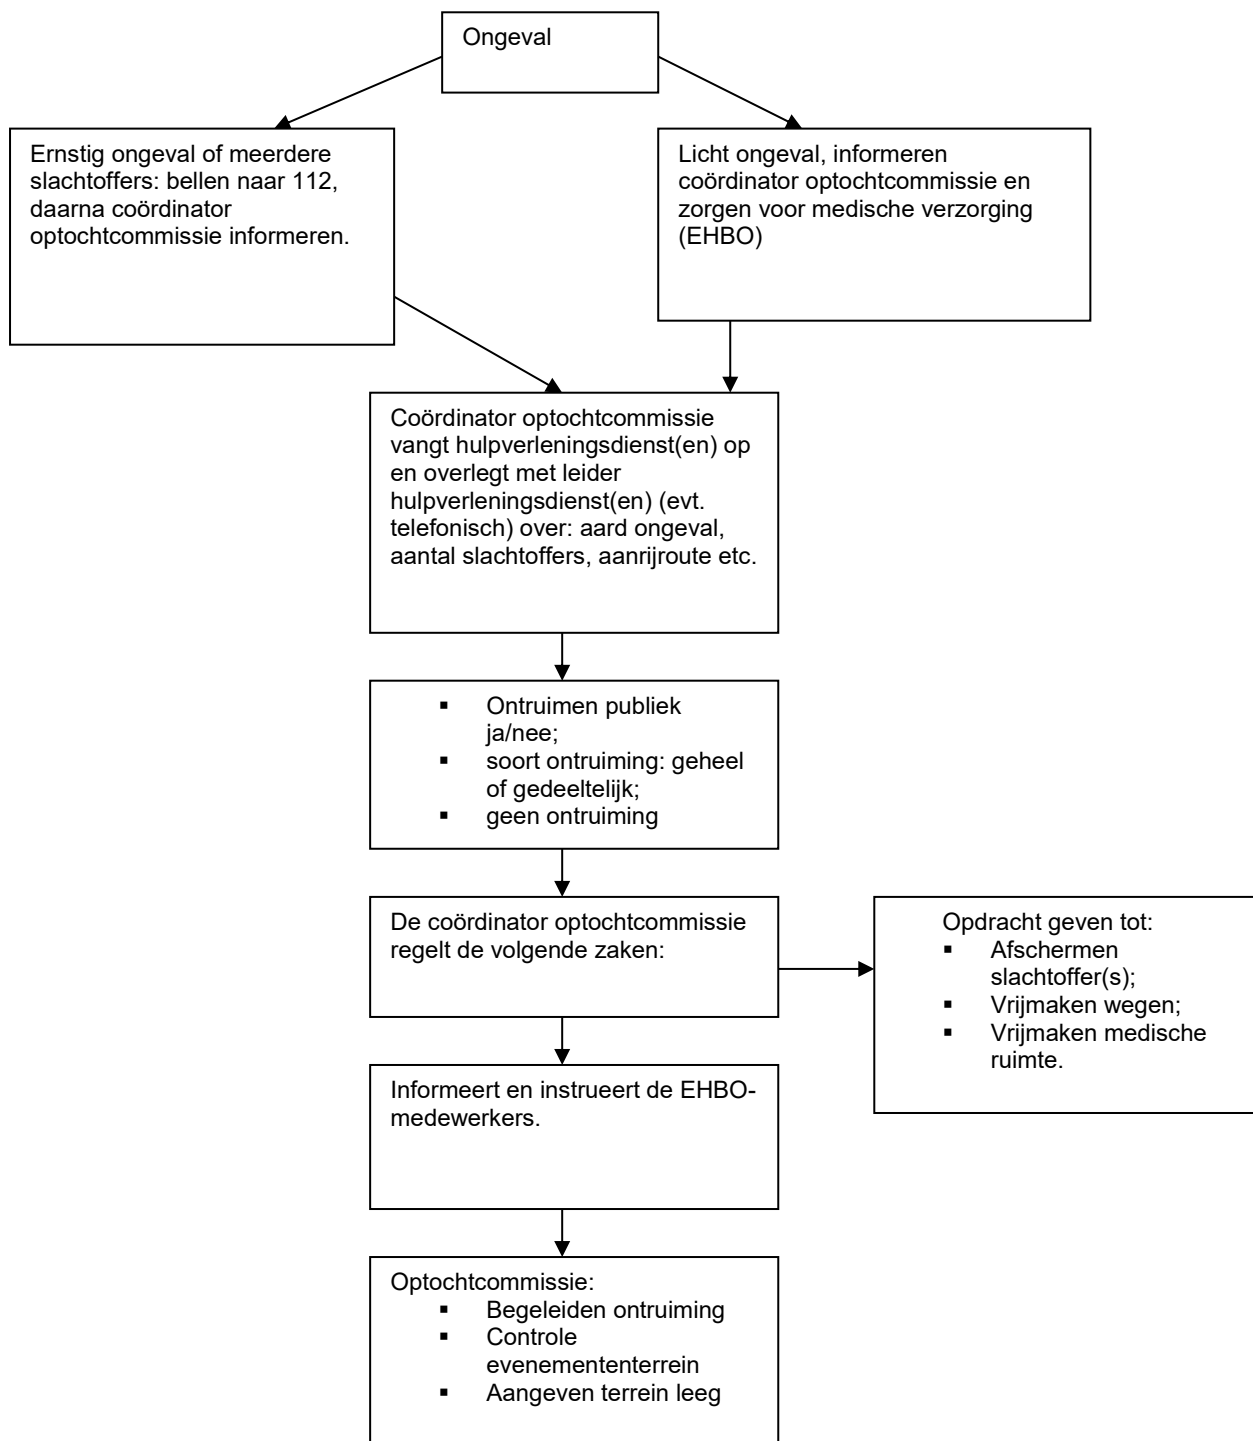 Ongeval
Ernstig ongeval of meerdere
slachtoffers: bellen naar 112,
daarna coördinator
optochtcommissie informeren.
Licht ongeval, informeren
coördinator optochtcommissie en
zorgen voor medische verzorging
(EHBO)
Coördinator optochtcommissie
vangt hulpverleningsdienst(en) op
en overlegt met leider
hulpverleningsdienst(en) (evt.
telefonisch) over: aard ongeval,
aantal slachtoffers, aanrijroute etc.
▪ Ontruimen publiek
ja/nee;
▪ soort ontruiming: geheel
of gedeeltelijk;
▪ geen ontruiming
De coördinator optochtcommissie
regelt de volgende zaken:
Opdracht geven tot:
▪ Afschermen
slachtoffer(s);
▪ Vrijmaken wegen;
▪ Vrijmaken medische
ruimte.
Informeert en instrueert de EHBO-
medewerkers.
Optochtcommissie:
▪ Begeleiden ontruiming
▪ Controle
evenemententerrein
▪ Aangeven terrein leeg